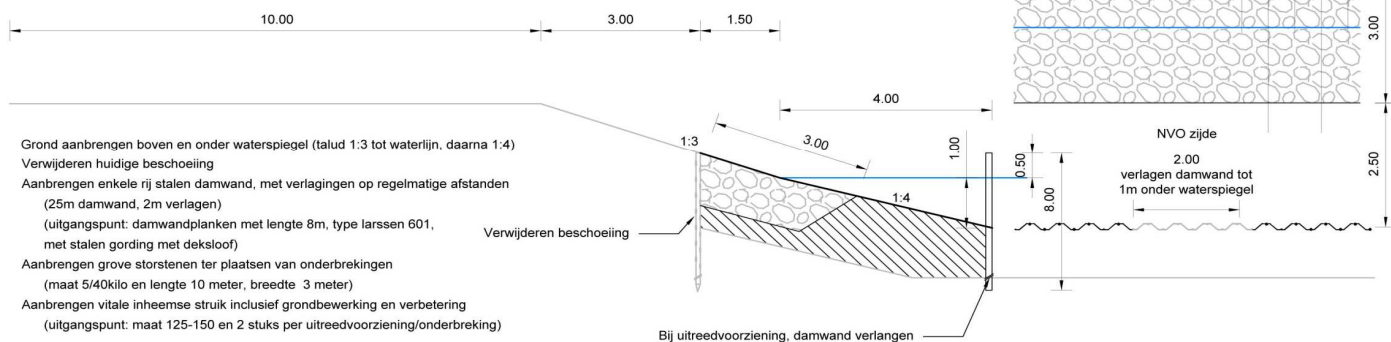 10.00
3.00
1.50
3.00
4.00
Grond aanbrengen boven en onder waterspiegel (talud 1:3 tot waterlijn, daarna 1:4)
Verwijderen huidige beschoeiing
Aanbrengen enkele rij stalen damwand, met verlagingen op regelmatige afstanden
(25m damwand, 2m verlagen)
(uitgangspunt: damwandplanken met lengte 8m, type larssen 601,
met stalen gording met deksloof)
Aanbrengen grove storstenen ter plaatsen van onderbrekingen
(maat 5/40kilo en lengte 10 meter, breedte 3 meter)
Aanbrengen vitale inheemse struik inclusief grondbewerking en verbetering
(uitgangspunt: maat 125-150 en 2 stuks per uitreedvoorziening/onderbreking)
Verwijderen beschoeiing
1:3
3.00
1:4
1.00
0.50
8.00
Bij uitreedvoorziening, damwand verlangen
NVO zijde
2.00
verlagen damwand tot
1m onder waterspiegel
2.50